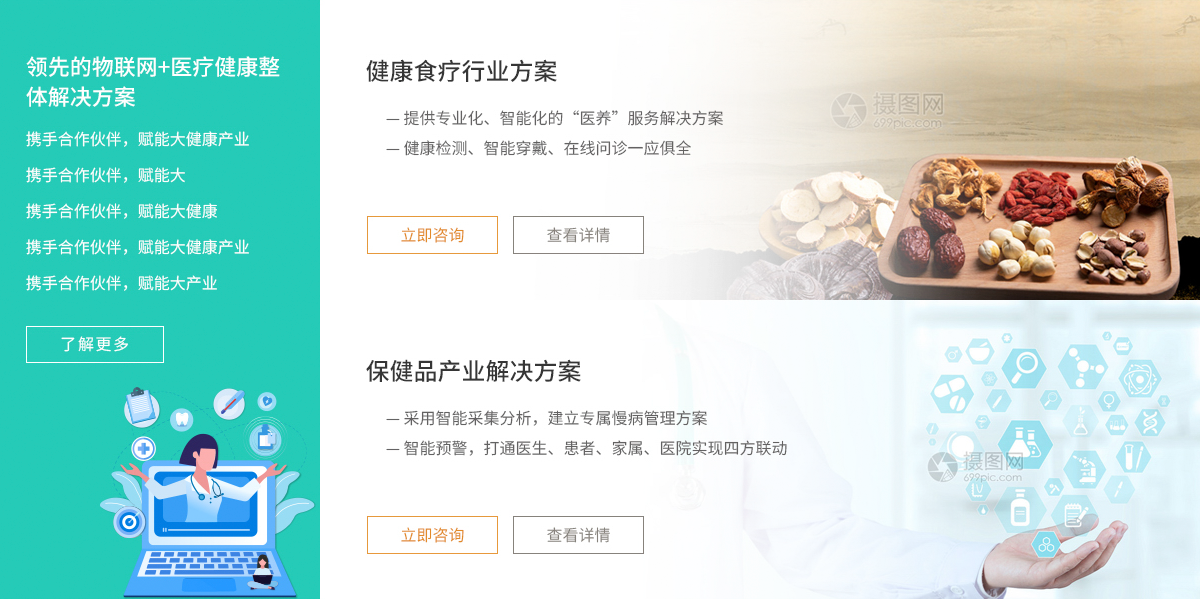 领先的物联网+医疗健康整
体解决方案
携手合作伙伴，赋能大健康产业
携手合作伙伴，赋能大
携手合作伙伴，赋能大健康
携手合作伙伴，赋能大健康产业
携手合作伙伴，赋能大产业
了解更多
健康食疗行业方案
— 提供专业化、智能化的“医养”服务解决方案
— 健康检测、智能穿戴、在线问诊一应俱全
立即咨询
查看详情
摄图网
699pic.com
保健品产业解决方案
— 采用智能采集分析，建立专属慢病管理方案
— 智能预警，打通医生、患者、家属、医院实现四方联动
立即咨询
查看详情
摄图网
699pic.com